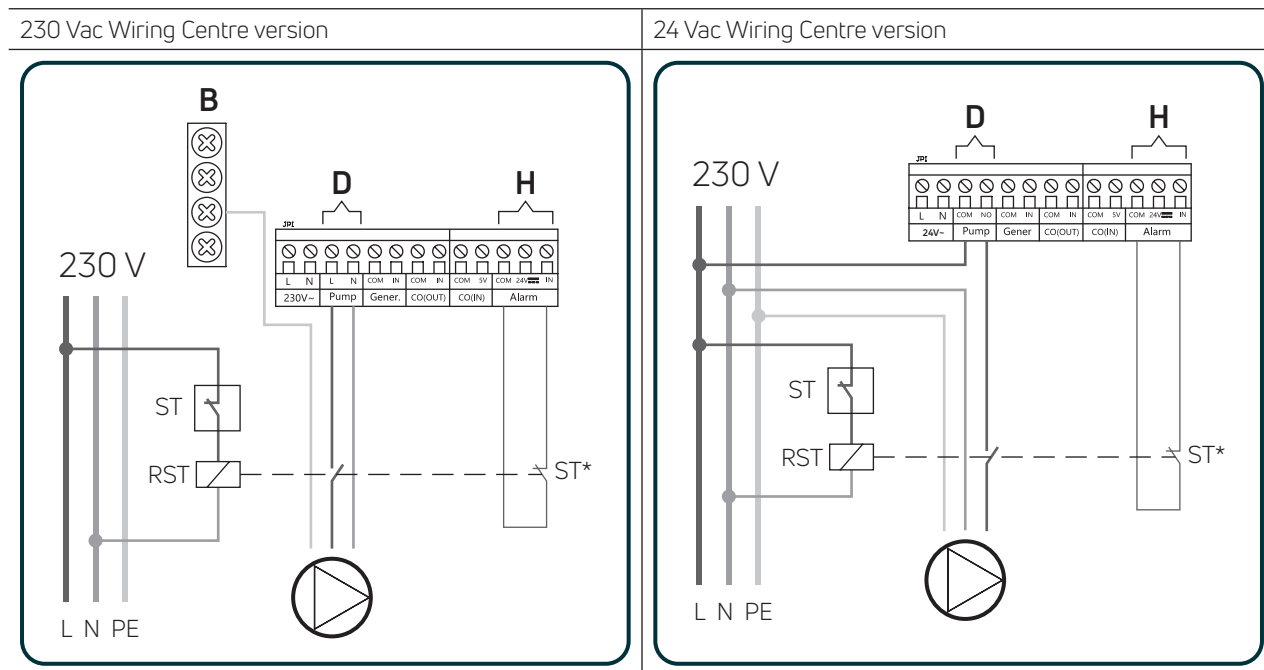 230 Vac Wiring Centre version
24 Vac Wiring Centre version
B
D
H
JP1
L N L N COM IN COM IN COM 5V COM 24V IN
230V~ Pump Gener. CO(OUT) CO(IN) Alarm
230 V
ST
RST
ST*
L N PE
D
H
JP1
230 V
L N COM NO COM IN COM IN COM 5V COM 24V IN
24V~ Pump Gener CO(OUT) CO(IN) Alarm
ST
RST
ST*
L N PE